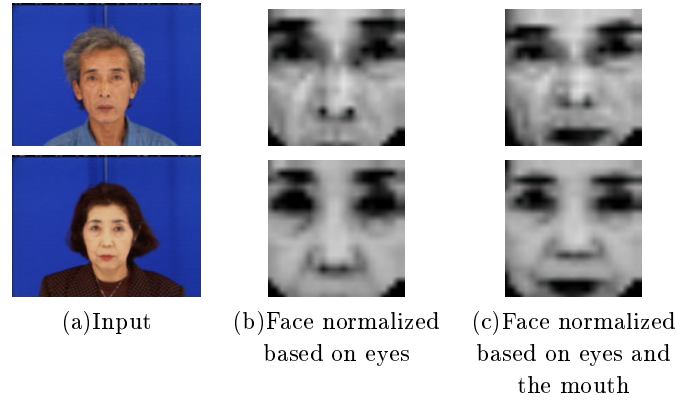 (a)Input
(b)Face normalized
based on eyes
(c)Face normalized
based on eyes and
the mouth